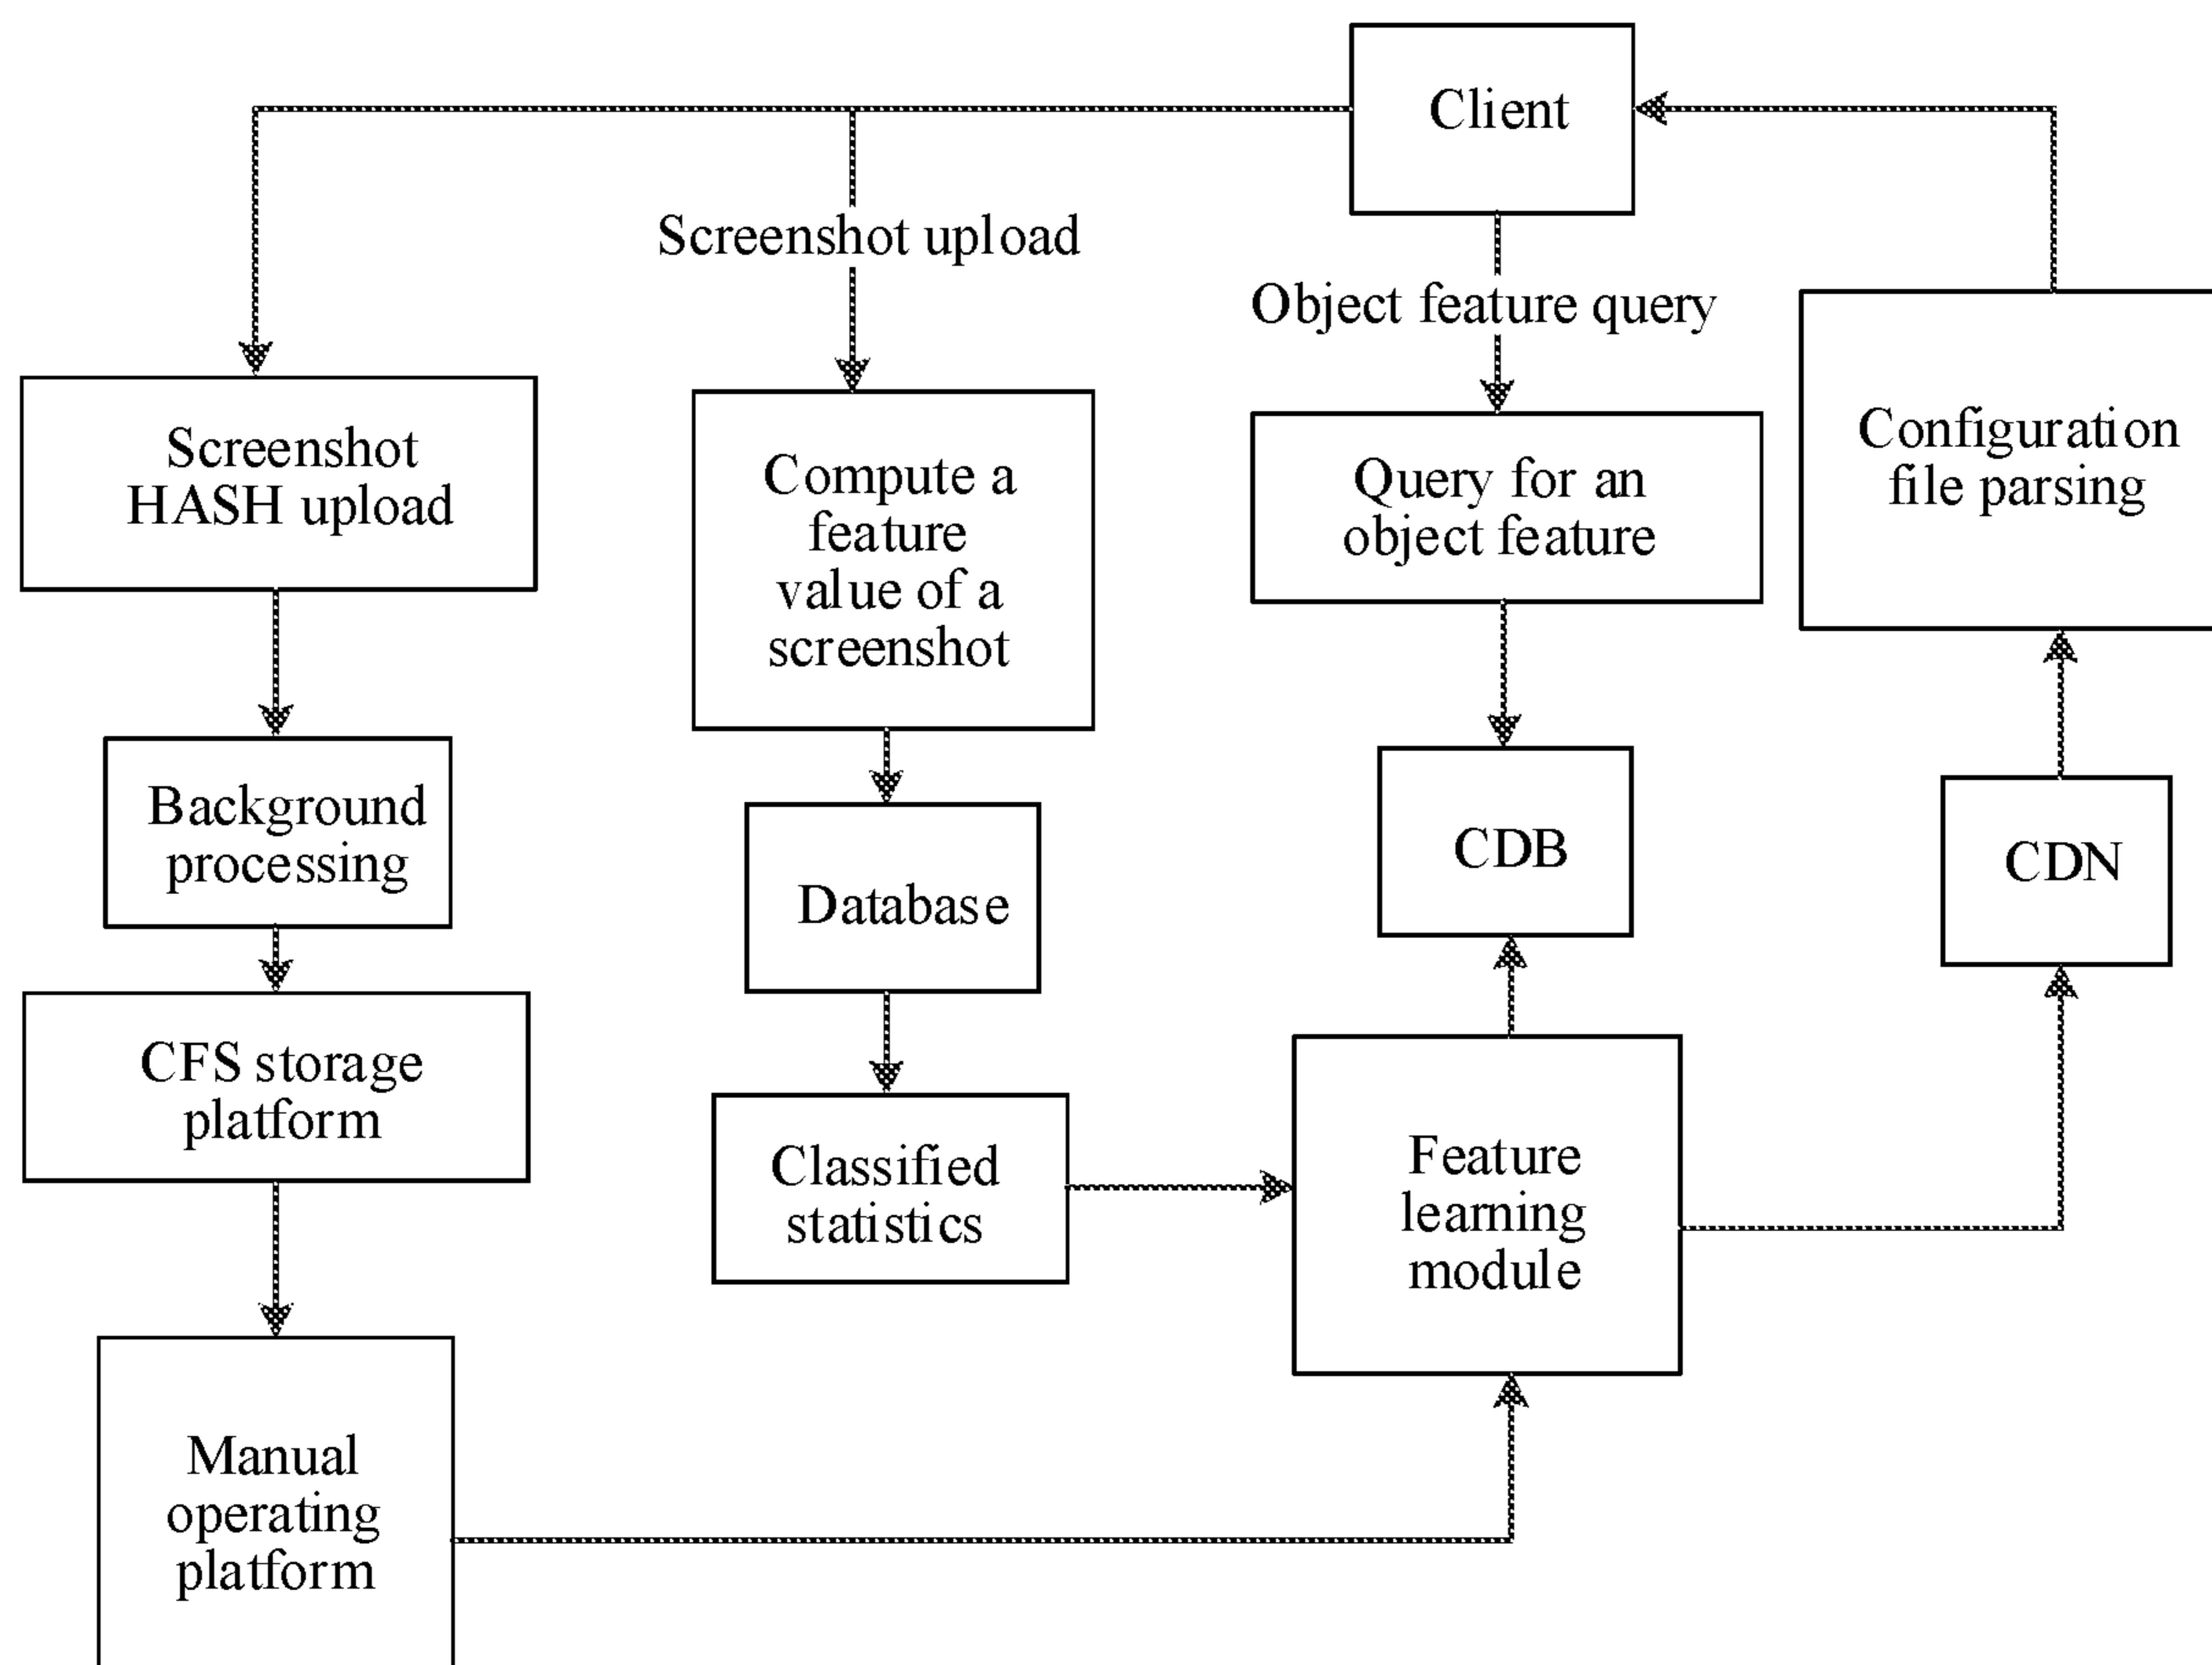 Client
Screenshot upload
Object feature query
Screenshot
HASH upload
Compute a
feature
value of a
screenshot
Query for an
object feature
Configuration
file parsing
Background
processing
Database
CDB
CDN
CFS storage
platform
Classified
statistics
Feature
learning
module
Manual
operating
platform